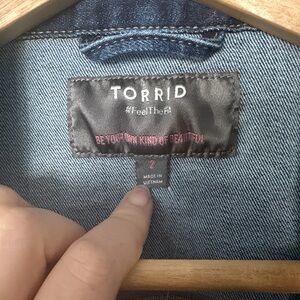 TORRID
#FeelTheFit
BE YOUR OWN KIND OF BEAUTIFUL
2
MADE IN
VIETNAM